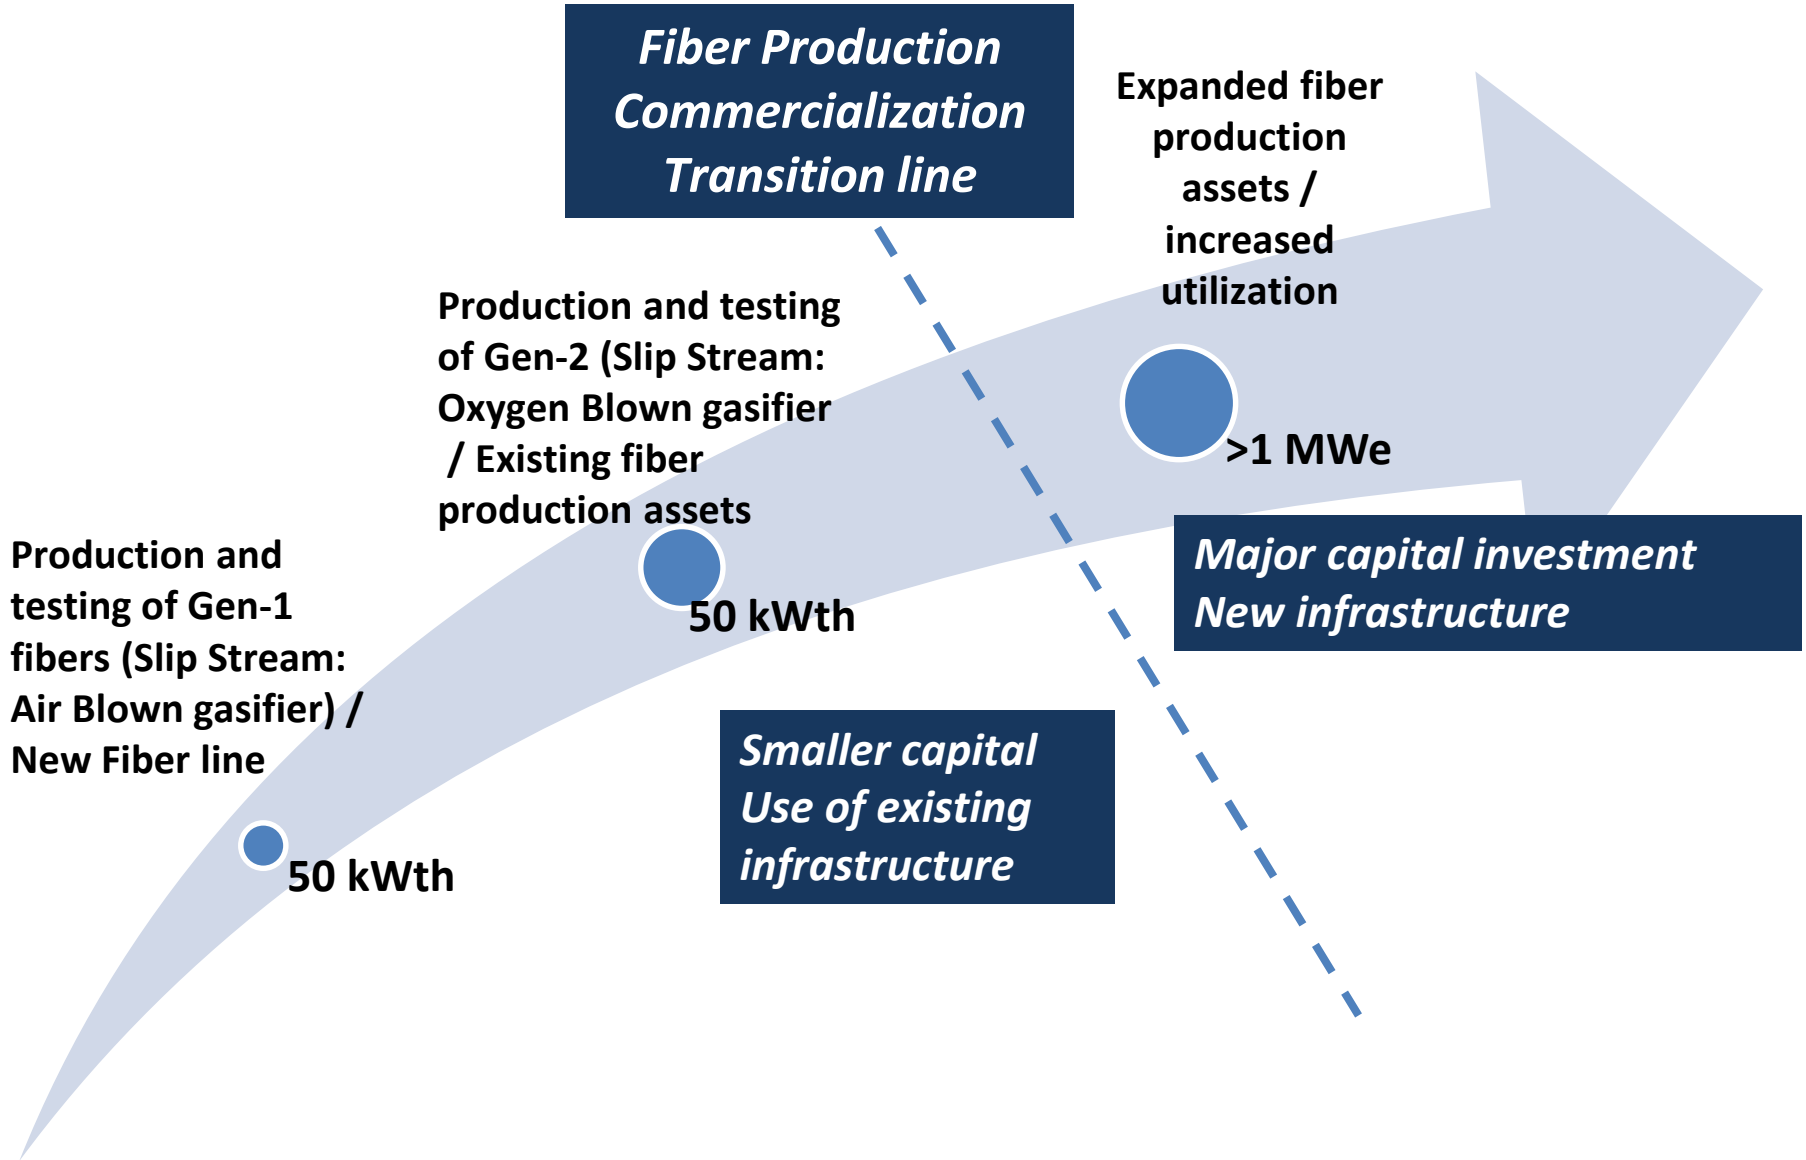 Fiber Production
Commercialization
Transition line
Expanded fiber
production
assets /
increased
utilization
>1 MWe
Production and testing
of Gen-2 (Slip Stream:
Oxygen Blown gasifier
/ Existing fiber
production assets
50 kWth
Major capital investment
New infrastructure
Production and
testing of Gen-1
fibers (Slip Stream:
Air Blown gasifier) /
New Fiber line
50 kWth
Smaller capital
Use of existing
infrastructure